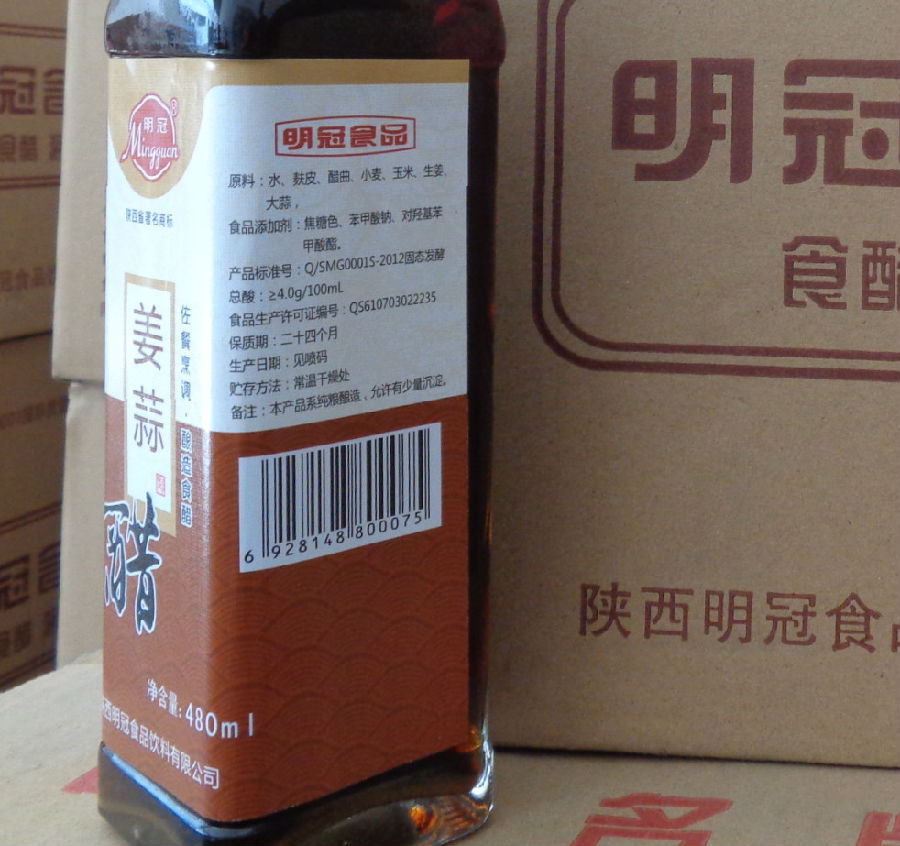 明冠
Mingguan
®
陕西省著名商标
姜蒜
醋
佐餐烹调·酿造食醋
净含量:480ml
西明冠食品饮料有限公司
明冠食品
原料：水、麸皮、醋曲、小麦、玉米、生姜、
大蒜，
食品添加剂：焦糖色、苯甲酸钠、对羟基苯
甲酸酯。
产品标准号：Q/SMG0001S-2012固态发酵
总酸：≥4.0g/100mL
食品生产许可证编号：QS610703022235
保质期：二十四个月
生产日期：见喷码
贮存方法：常温干燥处
备注：本产品系纯粮酿造，允许有少量沉淀。
6 928148 800075
明冠
食醋
陕西明冠食品
冠食
食醋
名牌